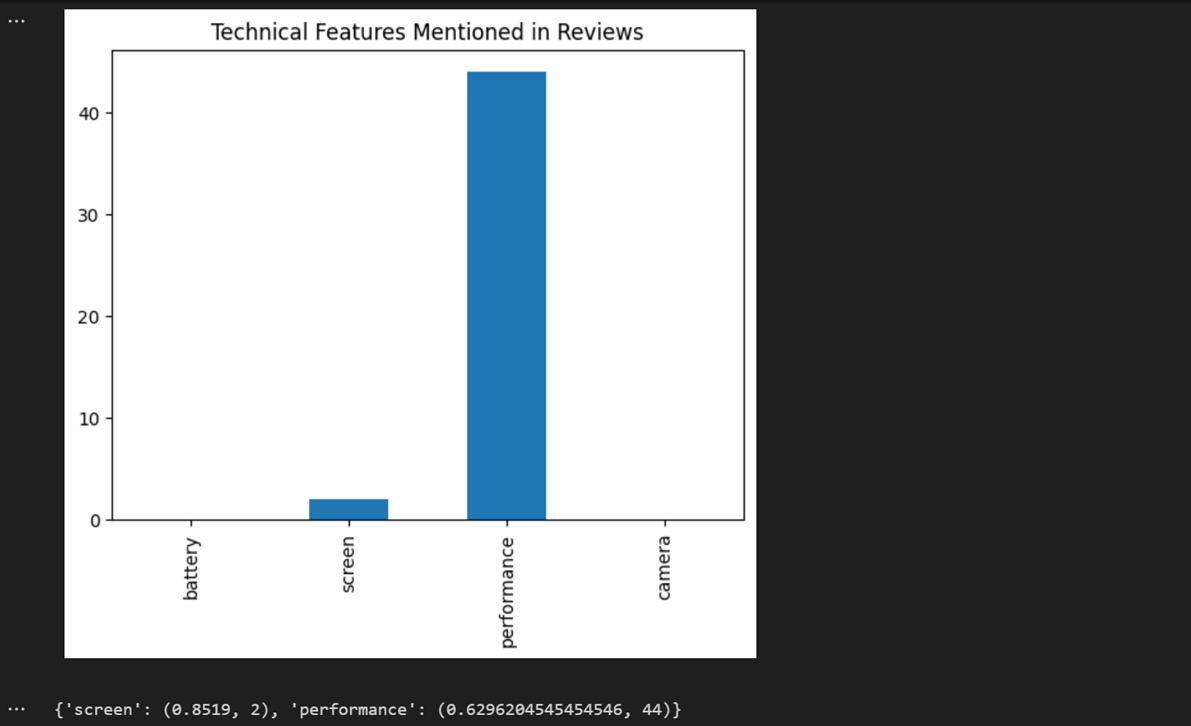 ...
Technical Features Mentioned in Reviews
40
30
20
10
0
battery
screen
performance
camera
... {'screen': (0.8519, 2), 'performance': (0.6296204545454546, 44)}